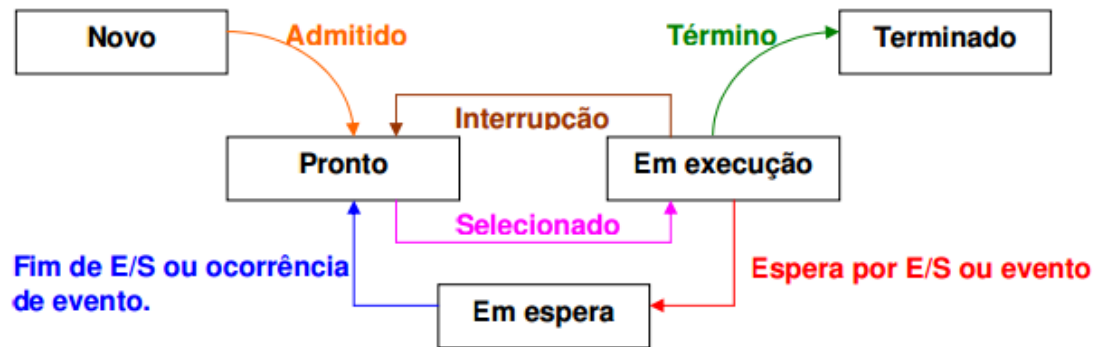 Novo
Admitido
Término
Terminado
Interrupcão
Pronto
Em execução
Selecionado
Fim de E/S ou ocorrência
de evento.
Espera por E/S ou evento
Em espera